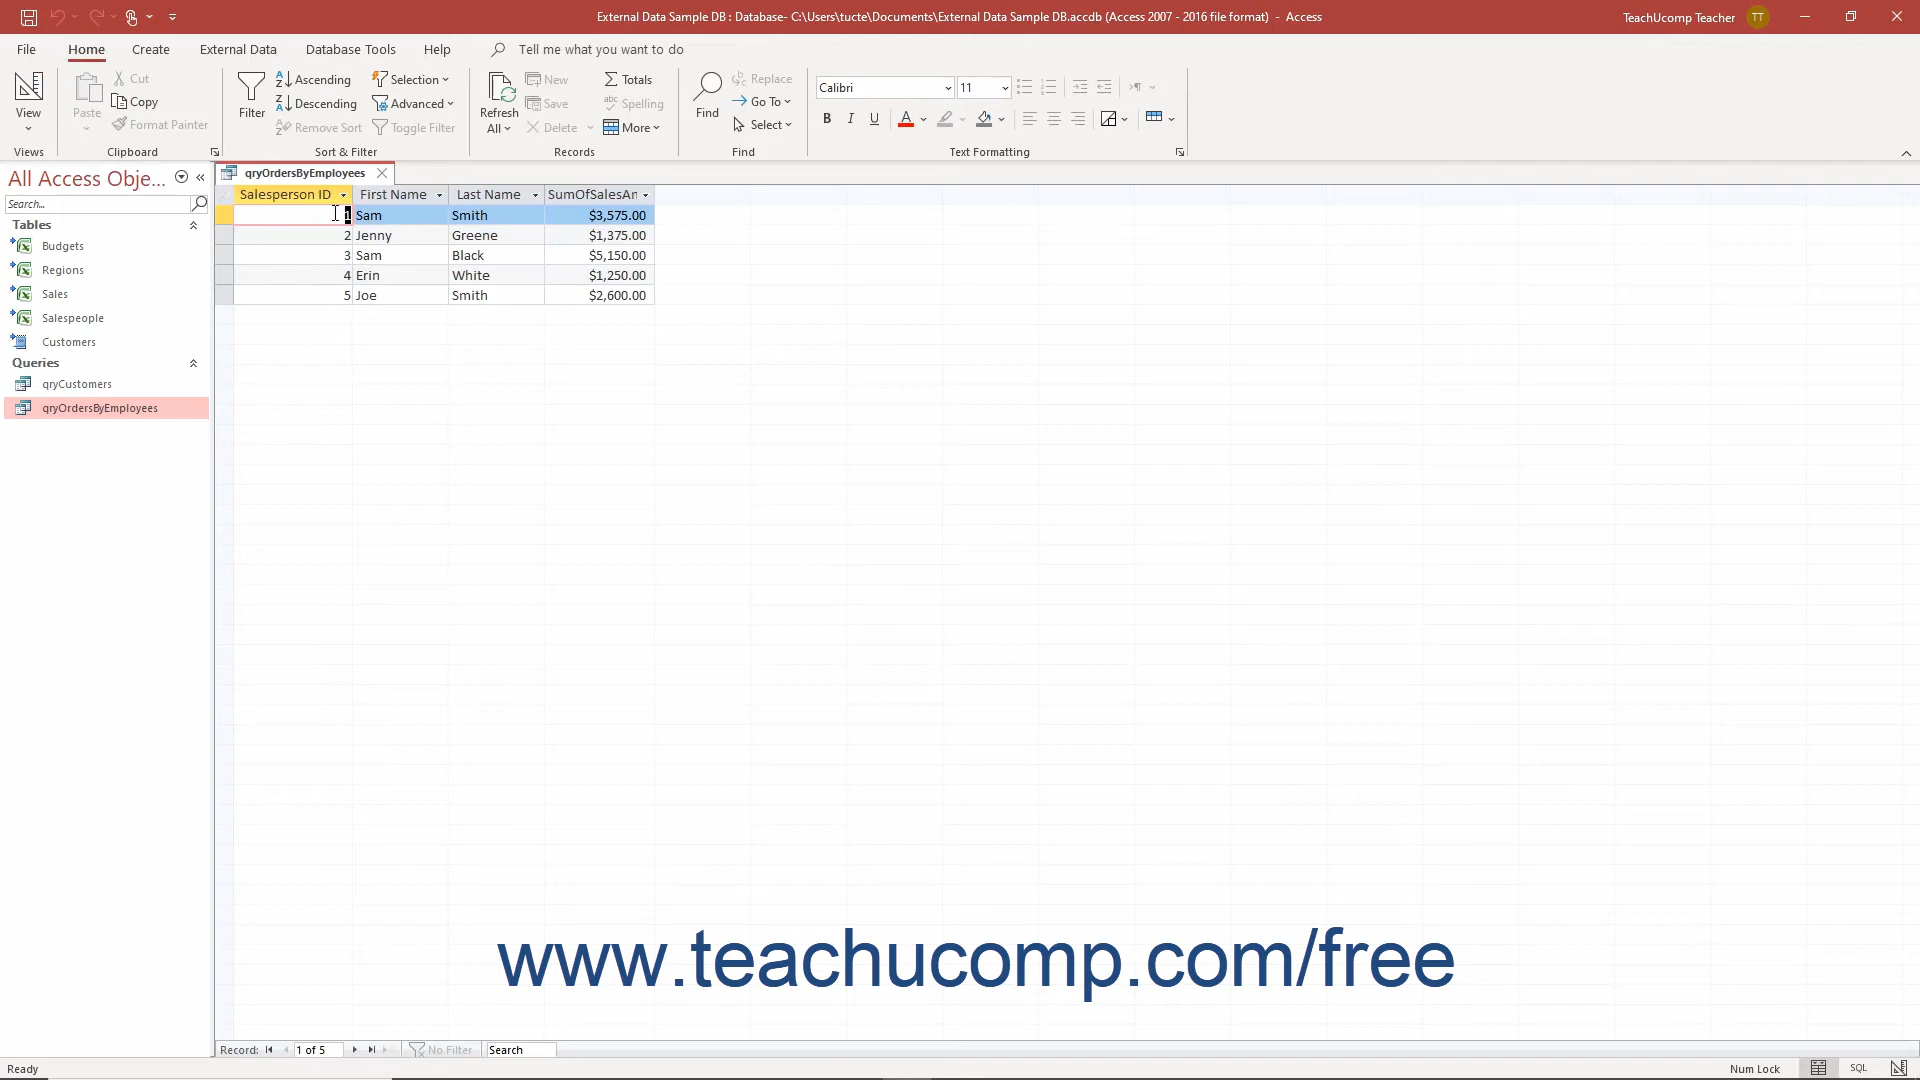 External Data Sample DB : Database- C:\Users\tucte\Documents\External Data Sample DB.accdb (Access 2007 - 2016 file format) - Access
TeachUcomp Teacher TT
File Home Create External Data Database Tools Help Tell me what you want to do
View
Views
Paste
Cut
Copy
Format Painter
Clipboard
Filter
Ascending
Descending
Remove Sort
Selection
Advanced
Toggle Filter
Sort & Filter
Refresh
All
New
Save
Delete
Totals
Spelling
More
Records
Find
Replace
Go To
Select
Find
Calibri 11
B I U A
Text Formatting
All Access Obje...
Search...
Tables
Budgets
Regions
Sales
Salespeople
Customers
Queries
qryCustomers
qryOrdersByEmployees
qryOrdersByEmployees
Salesperson ID First Name Last Name SumOfSalesAn
1 Sam Smith $3,575.00
2 Jenny Greene $1,375.00
3 Sam Black $5,150.00
4 Erin White $1,250.00
5 Joe Smith $2,600.00
www.teachucomp.com/free
Record: 1 of 5 No Filter Search
Ready Num Lock SQL